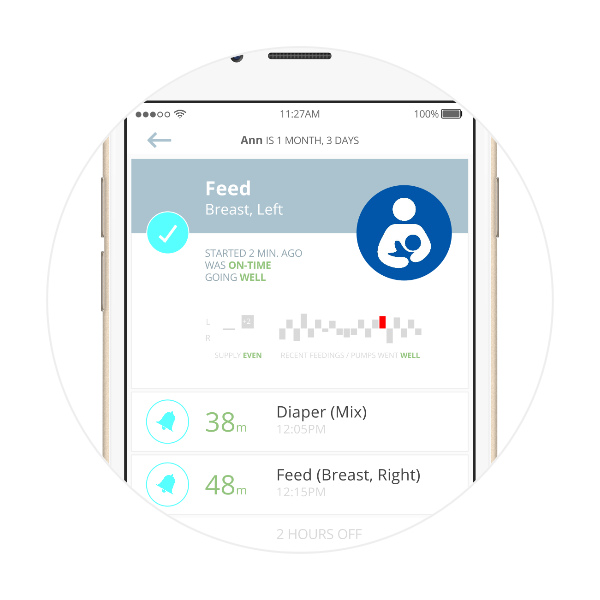 11:27AM
100%
Ann IS 1 MONTH, 3 DAYS
Feed
Breast, Left
STARTED 2 MIN. AGO
WAS ON-TIME
GOING WELL
L
R
SUPPLY EVEN
RECENT FEEDINGS / PUMPS WENT WELL
38m
Diaper (Mix)
12:05PM
48m
Feed (Breast, Right)
12:15PM
2 HOURS OFF